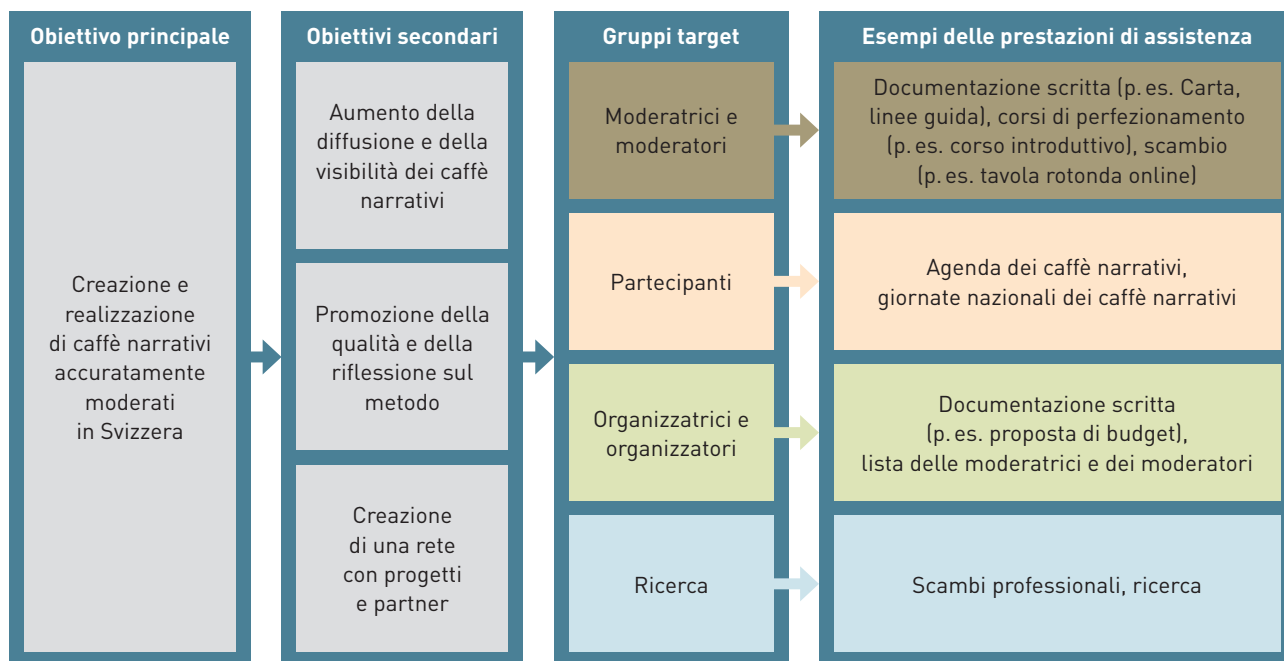 Obiettivo principale
Creazione e
realizzazione
di caffè narrativi
accuratamente
moderati
in Svizzera
Obiettivi secondari
Aumento della
diffusione e della
visibilità dei caffè
narrativi
Promozione della
qualità e della
riflessione sul
metodo
Creazione
di una rete
con progetti
e partner
Gruppi target
Moderatrici e
moderatori
Partecipanti
Organizzatrici e
organizzatori
Ricerca
Esempi delle prestazioni di assistenza
Documentazione scritta (p. es. Carta,
linee guida), corsi di perfezionamento
(p. es. corso introduttivo), scambio
(p. es. tavola rotonda online)
Agenda dei caffè narrativi,
giornate nazionali dei caffè narrativi
Documentazione scritta
(p. es. proposta di budget),
lista delle moderatrici e dei moderatori
Scambi professionali, ricerca